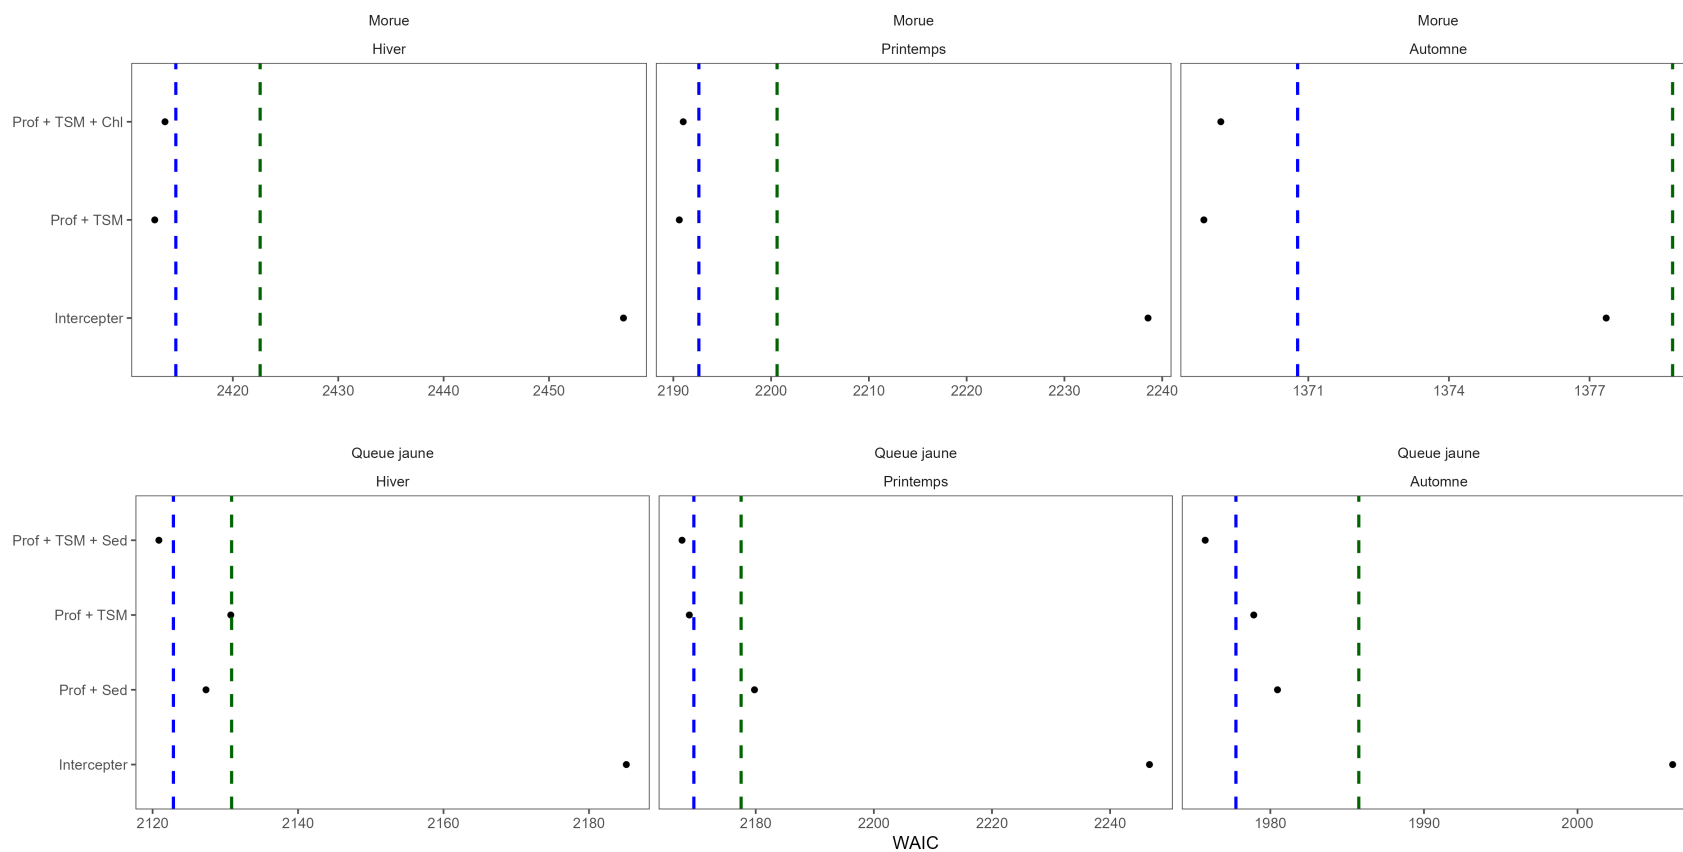 Morue Morue Morue
Hiver Printemps Automne
Prof + TSM + Chl
Prof + TSM
Intercepter
2420 2430 2440 2450 2190 2200 2210 2220 2230 2240 1371 1374 1377
Queue jaune Queue jaune Queue jaune
Hiver Printemps Automne
Prof + TSM + Sed
Prof + TSM
Prof + Sed
Intercepter
2120 2140 2160 2180 2180 2200 2220 2240 1980 1990 2000
WAIC